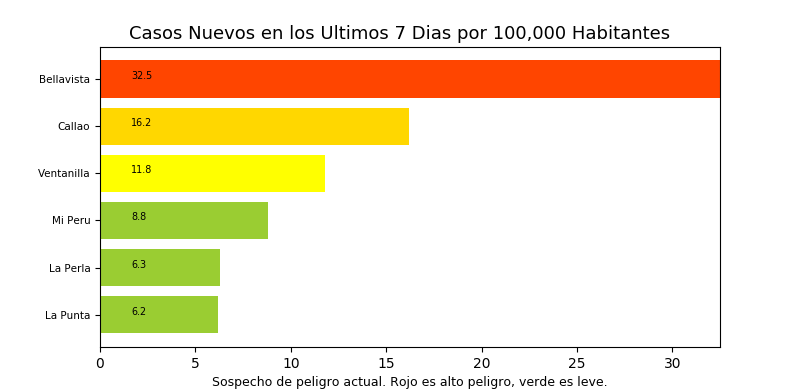 Casos Nuevos en los Ultimos 7 Dias por 100,000 Habitantes
Bellavista 32.5
Callao 16.2
Ventanilla 11.8
Mi Peru 8.8
La Perla 6.3
La Punta 6.2
0 5 10 15 20 25 30
Sospecho de peligro actual. Rojo es alto peligro, verde es leve.